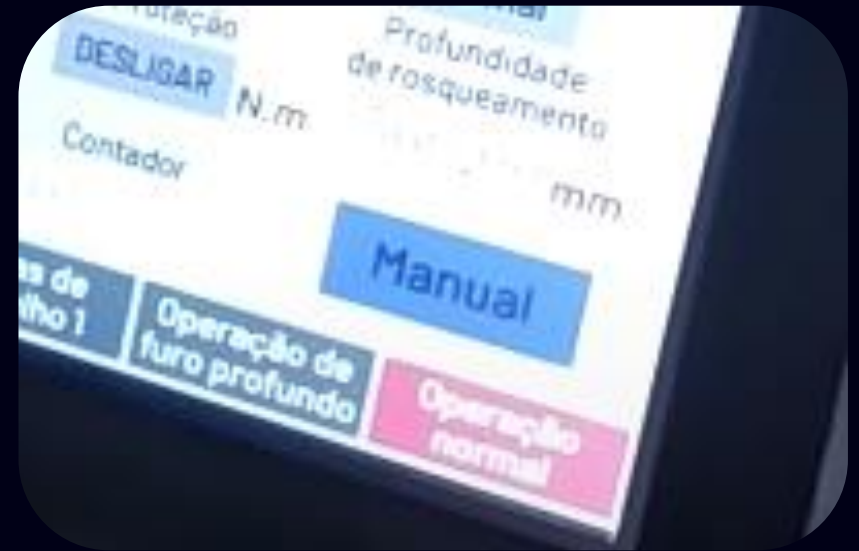 DESLIGAR
N.m
Profundidade
de rosqueamento
mm
Contador
Manual
Operação de
furo profundo
Operação
normal